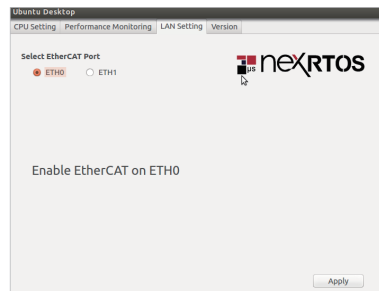 Ubuntu Desktop
CPU Setting Performance Monitoring LAN Setting Version
Select EtherCAT Port
ETH0 ETH1
µs neXRTOS
Enable EtherCAT on ETH0
Apply